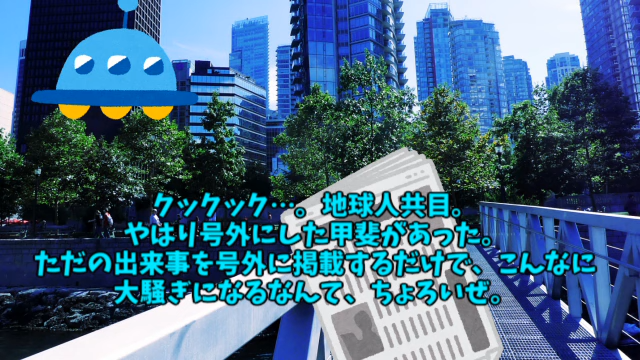 クックック…。地球人共目。
やはり号外にした甲斐があった。
ただの出来事を号外に掲載するだけで、こんなに
大騒ぎになるなんて、ちょろいぜ。